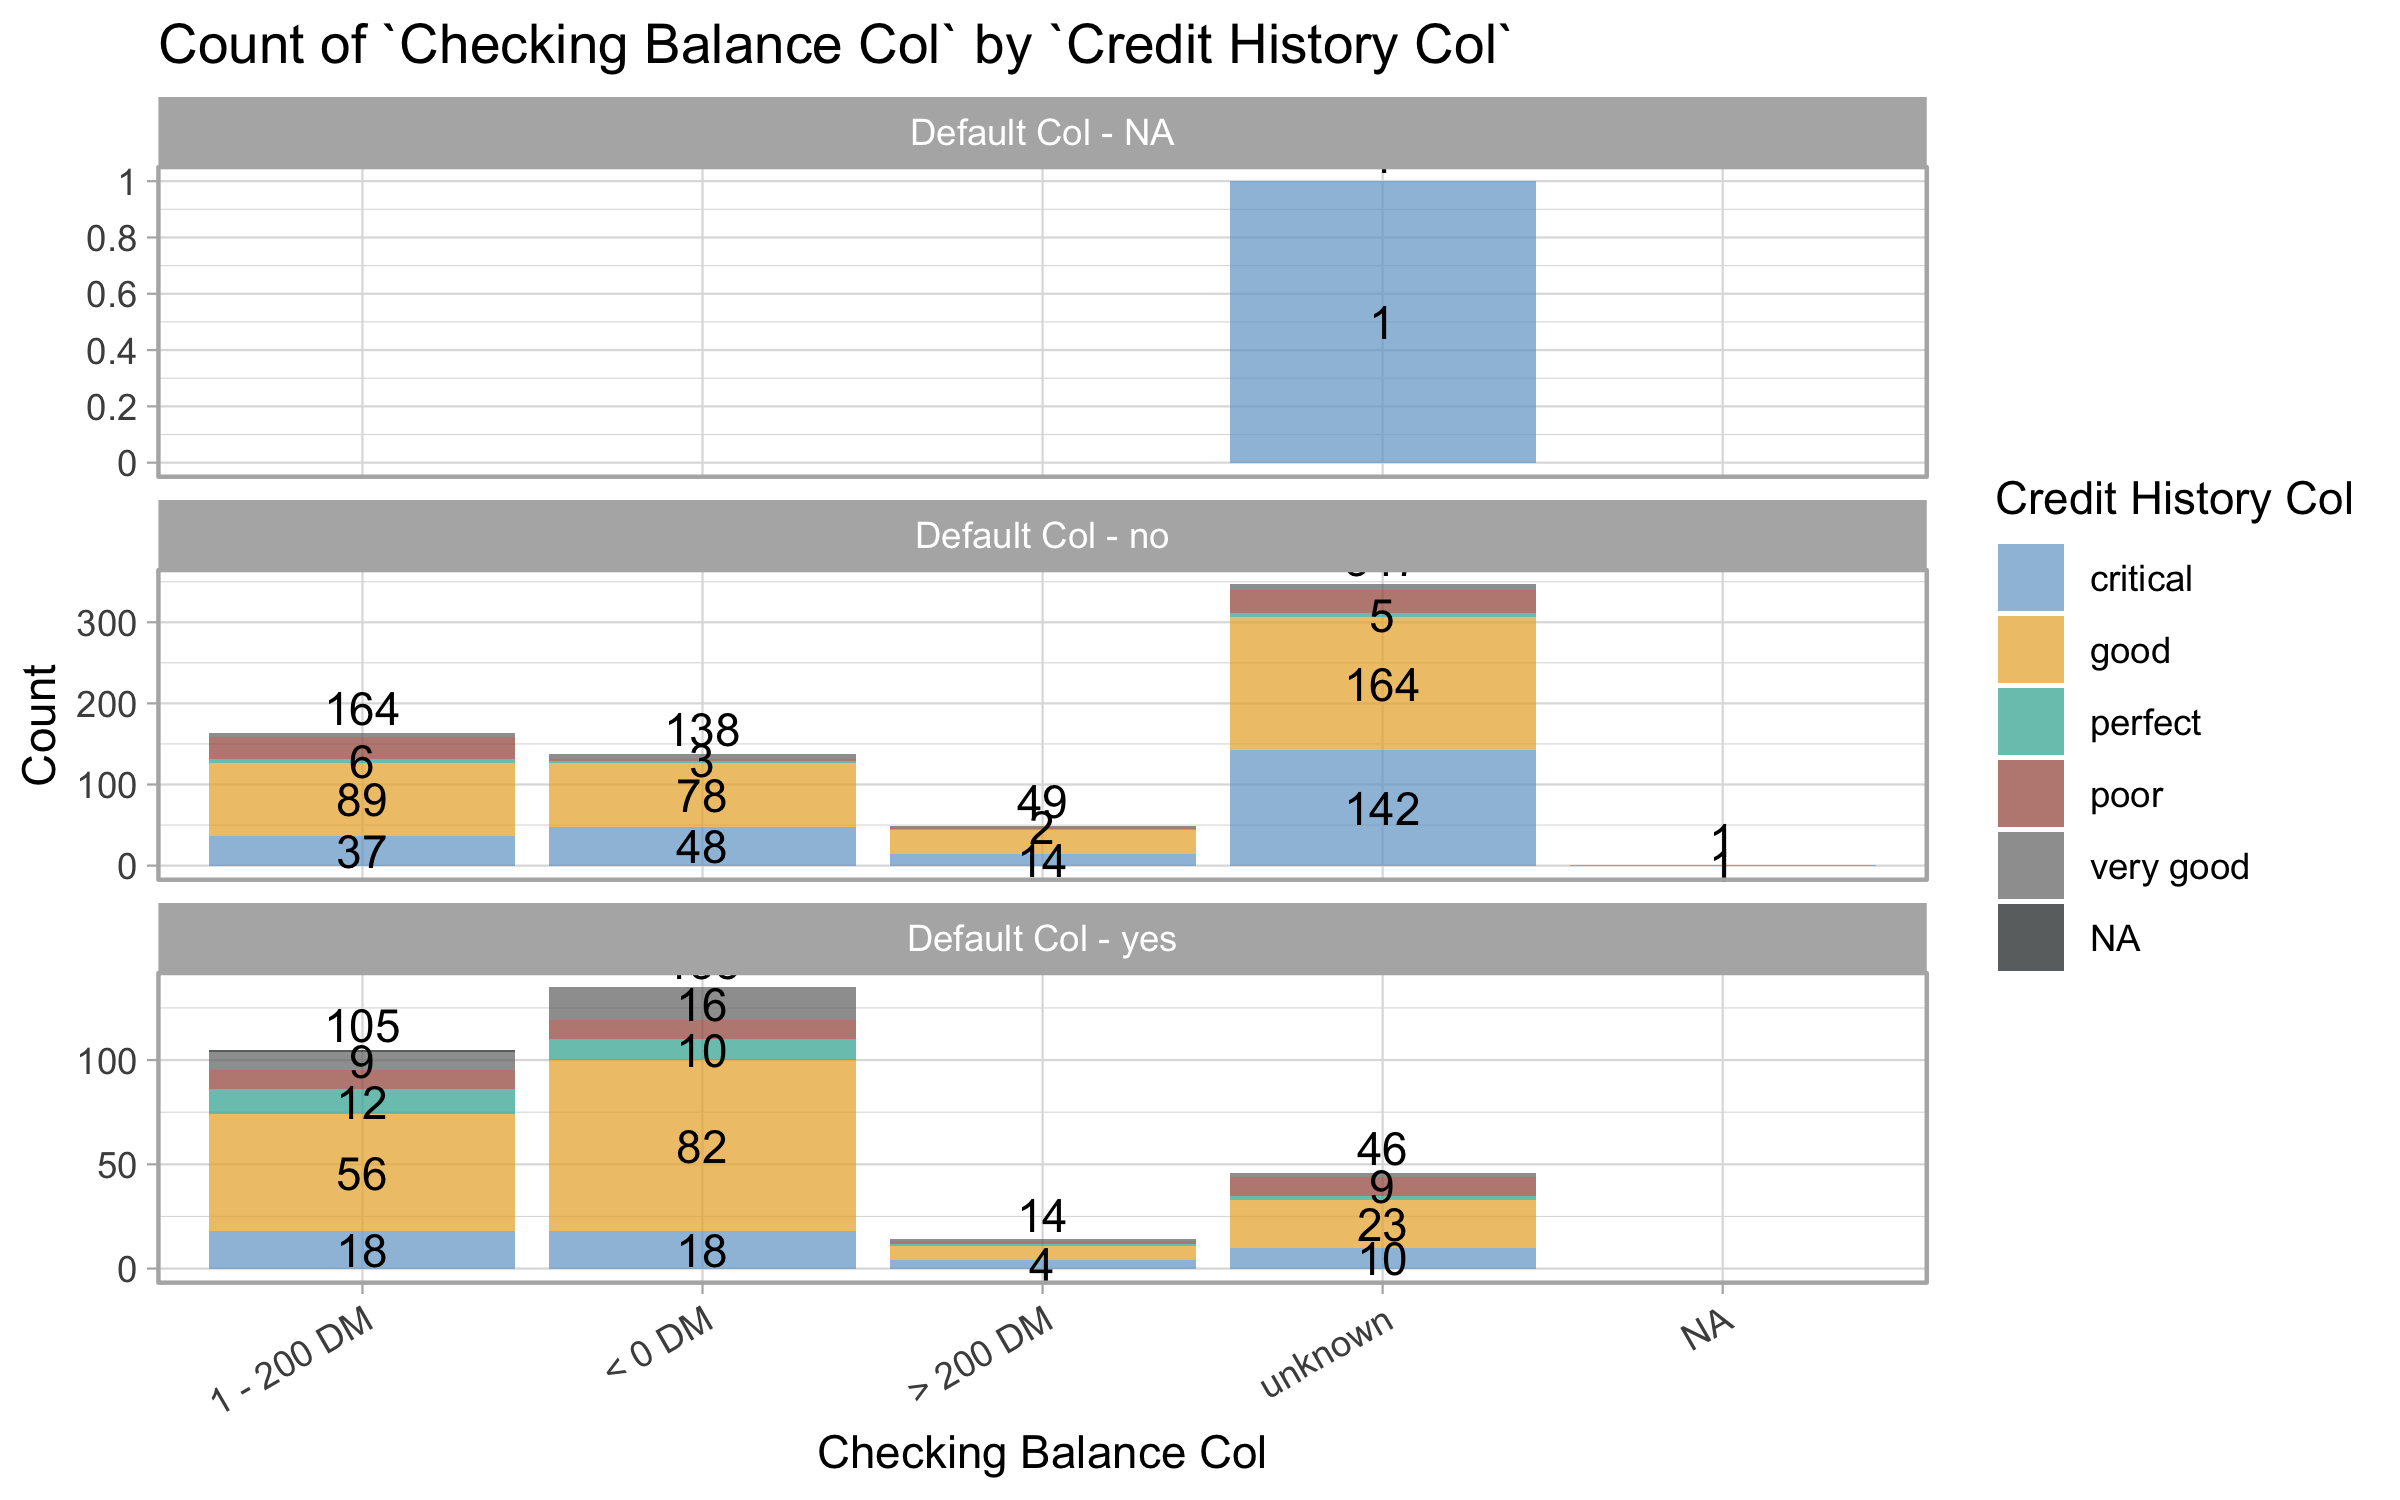 Count of `Checking Balance Col` by `Credit History Col`
Default Col - NA
1
0.8
0.6
0.4
0.2
0
1
Default Col - no
Count
300
200
100
0
164
6
89
37
138
3
78
48
49
2
14
5
164
142
1
1
Default Col - yes
100
50
0
105
9
12
56
18
16
10
82
18
14
4
46
9
23
10
1 - 200 DM
< 0 DM
> 200 DM
unknown
NA
Checking Balance Col
Credit History Col
critical
good
perfect
poor
very good
NA